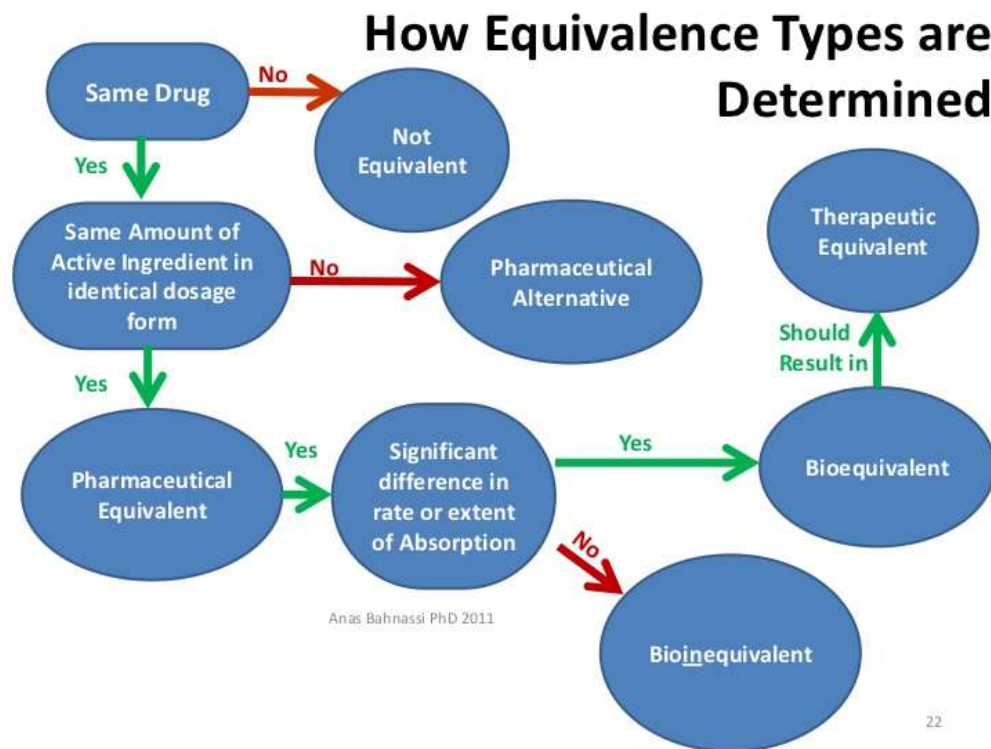 How Equivalence Types are
Determined
Same Drug
No
Not
Equivalent
Yes
Same Amount of
Active Ingredient in
identical dosage
form
No
Pharmaceutical
Alternative
Therapeutic
Equivalent
Should
Result in
Yes
Pharmaceutical
Equivalent
Yes
Significant
difference in
rate or extent
of Absorption
Yes
Bioequivalent
No
Bioinequivalent
Anas Bahnassi PhD 2011
22